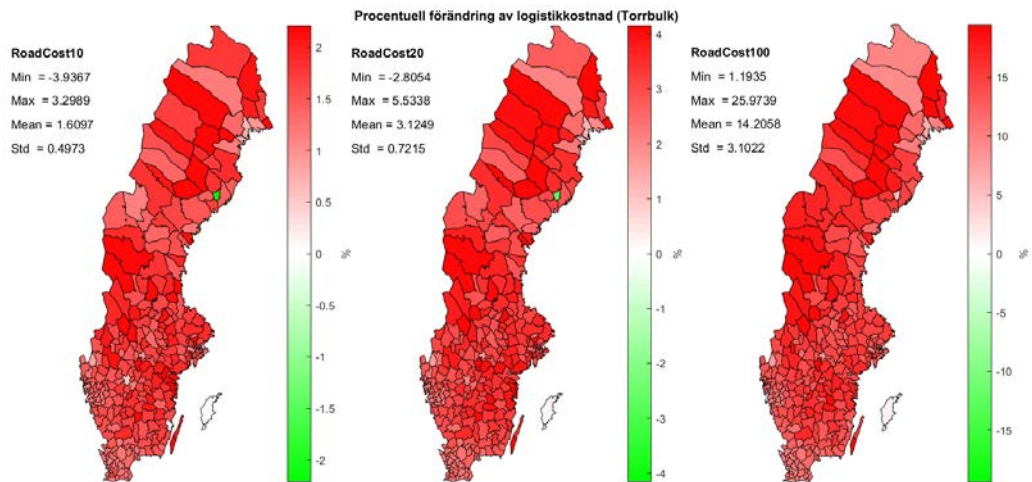 Procentuell förändring av logistikkostnad (Torrbulk)
RoadCost10
Min = -3.9367
Max = 3.2989
Mean = 1.6097
Std = 0.4973
2
1.5
1
0.5
0
-0.5
-1
-1.5
-2
%
RoadCost20
Min = -2.8054
Max = 5.5338
Mean = 3.1249
Std = 0.7215
4
3
2
1
0
-1
-2
-3
-4
%
RoadCost100
Min = 1.1935
Max = 25.9739
Mean = 14.2058
Std = 3.1022
15
10
5
0
-5
-10
-15
%